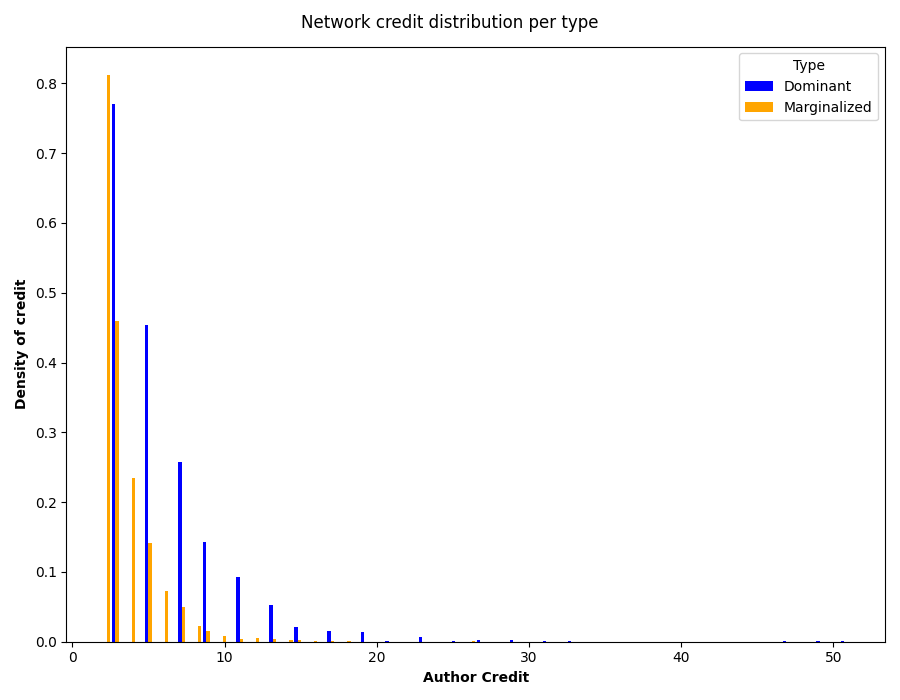 Network credit distribution per type
Type
Dominant
Marginalized
Density of credit
0.8
0.7
0.6
0.5
0.4
0.3
0.2
0.1
0.0
0 10 20 30 40 50
Author Credit